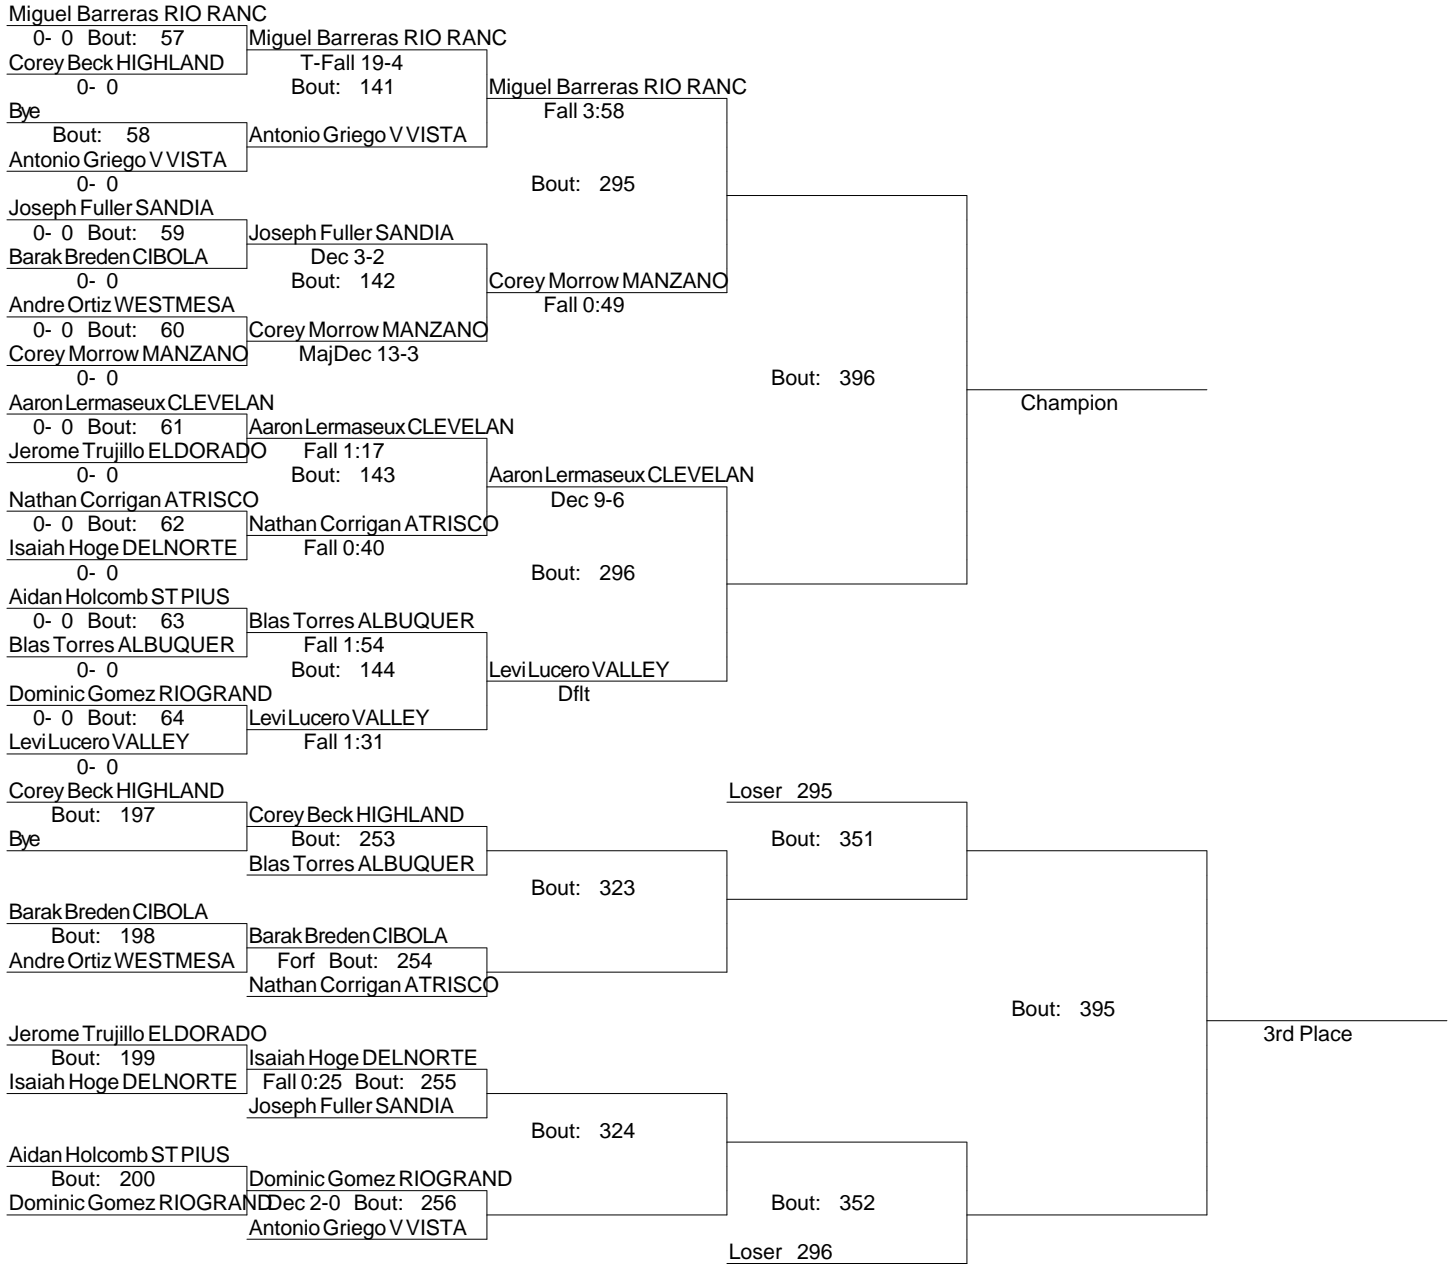 Miguel Barreras RIO RANC
0- 0 Bout: 57 Miguel Barreras RIO RANC
Corey Beck HIGHLAND T-Fall 19-4
0- 0 Bout: 141 Miguel Barreras RIO RANC
Bye Fall 3:58
Bout: 58 Antonio Griego V VISTA
Antonio Griego V VISTA
0- 0 Bout: 295
Joseph Fuller SANDIA
0- 0 Bout: 59 Joseph Fuller SANDIA
Barak Breden CIBOLA Dec 3-2
0- 0 Bout: 142 Corey Morrow MANZANO
Andre Ortiz WESTMESA Fall 0:49
0- 0 Bout: 60 Corey Morrow MANZANO
Corey Morrow MANZANO MajDec 13-3
0- 0 Bout: 396
Aaron Lermaseux CLEVELAN Champion
0- 0 Bout: 61 Aaron Lermaseux CLEVELAN
Jerome Trujillo ELDORADO Fall 1:17
0- 0 Bout: 143 Aaron Lermaseux CLEVELAN
Nathan Corrigan ATRISCO Dec 9-6
0- 0 Bout: 62 Nathan Corrigan ATRISCO
Isaiah Hoge DELNORTE Fall 0:40
0- 0 Bout: 296
Aidan Holcomb ST PIUS
0- 0 Bout: 63 Blas Torres ALBUQUER
Blas Torres ALBUQUER Fall 1:54
0- 0 Bout: 144 Levi Lucero VALLEY
Dominic Gomez RIOGRAND Dflt
0- 0 Bout: 64 Levi Lucero VALLEY
Levi Lucero VALLEY Fall 1:31
0- 0
Corey Beck HIGHLAND Loser 295
Bout: 197 Corey Beck HIGHLAND
Bye Bout: 253 Bout: 351
Blas Torres ALBUQUER
Bout: 323
Barak Breden CIBOLA
Bout: 198 Barak Breden CIBOLA
Andre Ortiz WESTMESA Forf Bout: 254
Nathan Corrigan ATRISCO
Bout: 395
Jerome Trujillo ELDORADO 3rd Place
Bout: 199 Isaiah Hoge DELNORTE
Isaiah Hoge DELNORTE Fall 0:25 Bout: 255
Joseph Fuller SANDIA
Bout: 324
Aidan Holcomb ST PIUS
Bout: 200 Dominic Gomez RIOGRAND
Dominic Gomez RIOGRAND Dec 2-0 Bout: 256 Bout: 352
Antonio Griego V VISTA
Loser 296